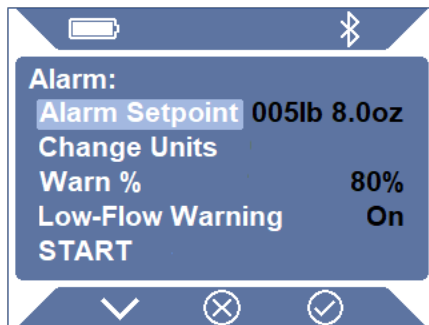 Alarm:
Alarm Setpoint 005lb 8.0oz
Change Units
Warn % 80%
Low-Flow Warning On
START